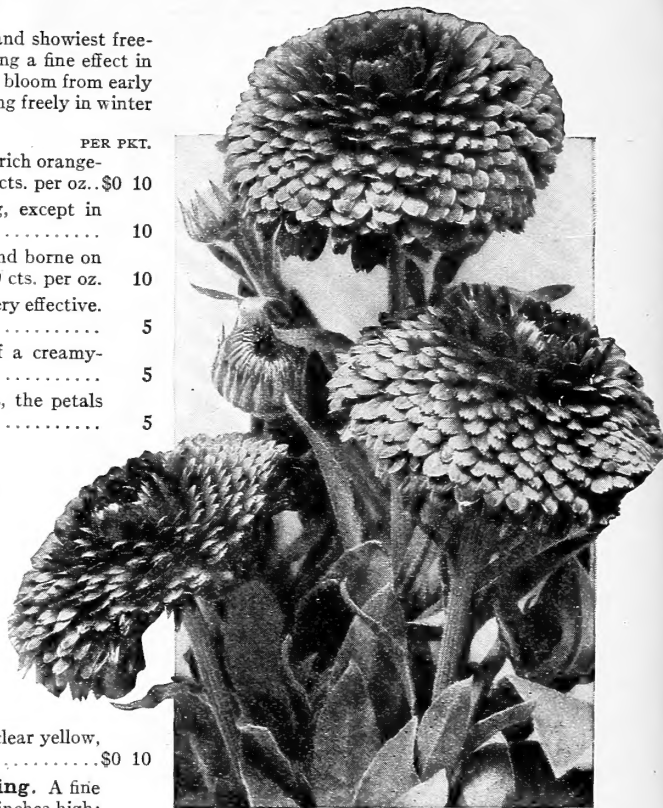 and showiest free-
ng a fine effect in
bloom from early
ng freely in winter
PER PKT.
rich orange-
cts. per oz..$0 10
g, except in
.......... 10
nd borne on
cts. per oz. 10
ery effective.
.......... 5
f a creamy-
.......... 5
, the petals
.......... 5
clear yellow,
..........$0 10
ing. A fine
inches high;